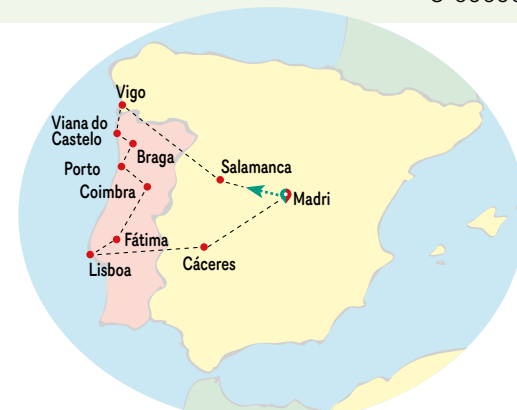 Vigo
Viana do
Castelo
Braga
Porto
Salamanca
Coimbra
Madri
Fátima
Lisboa
Cáceres